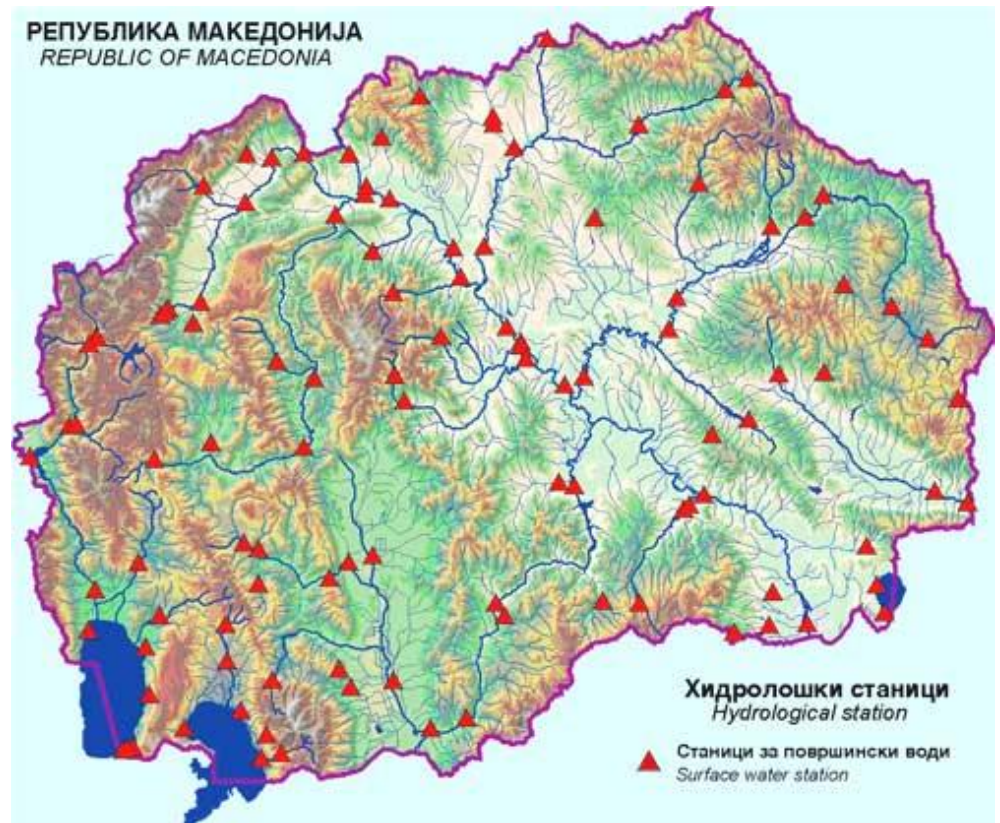 РЕПУБЛИКА МАКЕДОНИЈА
REPUBLIC OF MACEDONIA
Хидролошки станици
Hydrological station
Станици за површински води
Surface water station